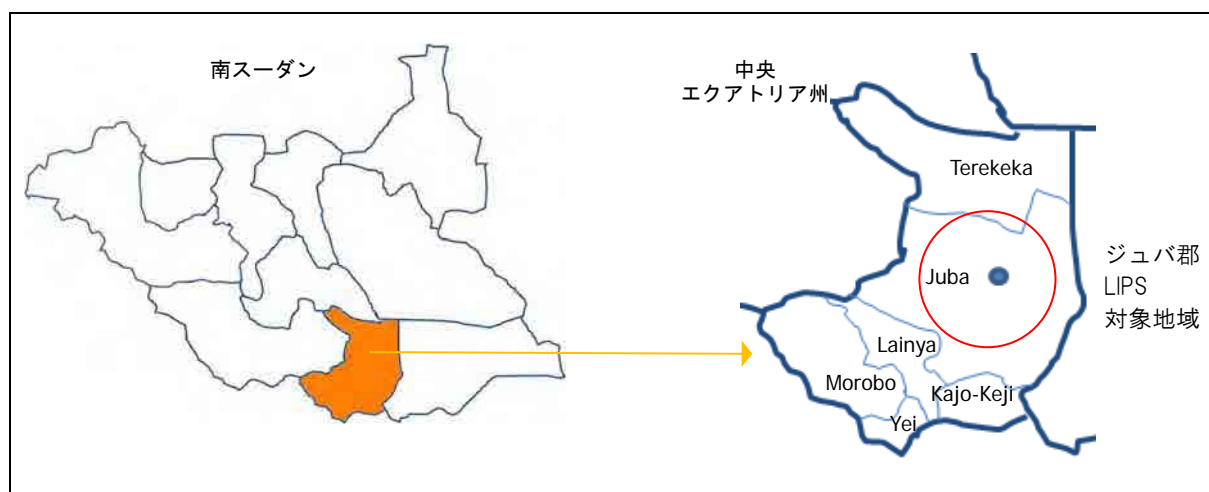 南スーダン
中央
エクアトリア州
Terekeka
Juba
ジュバ郡
LIPS
対象地域
Lainya
Morobo
Kajo-Keji
Yei